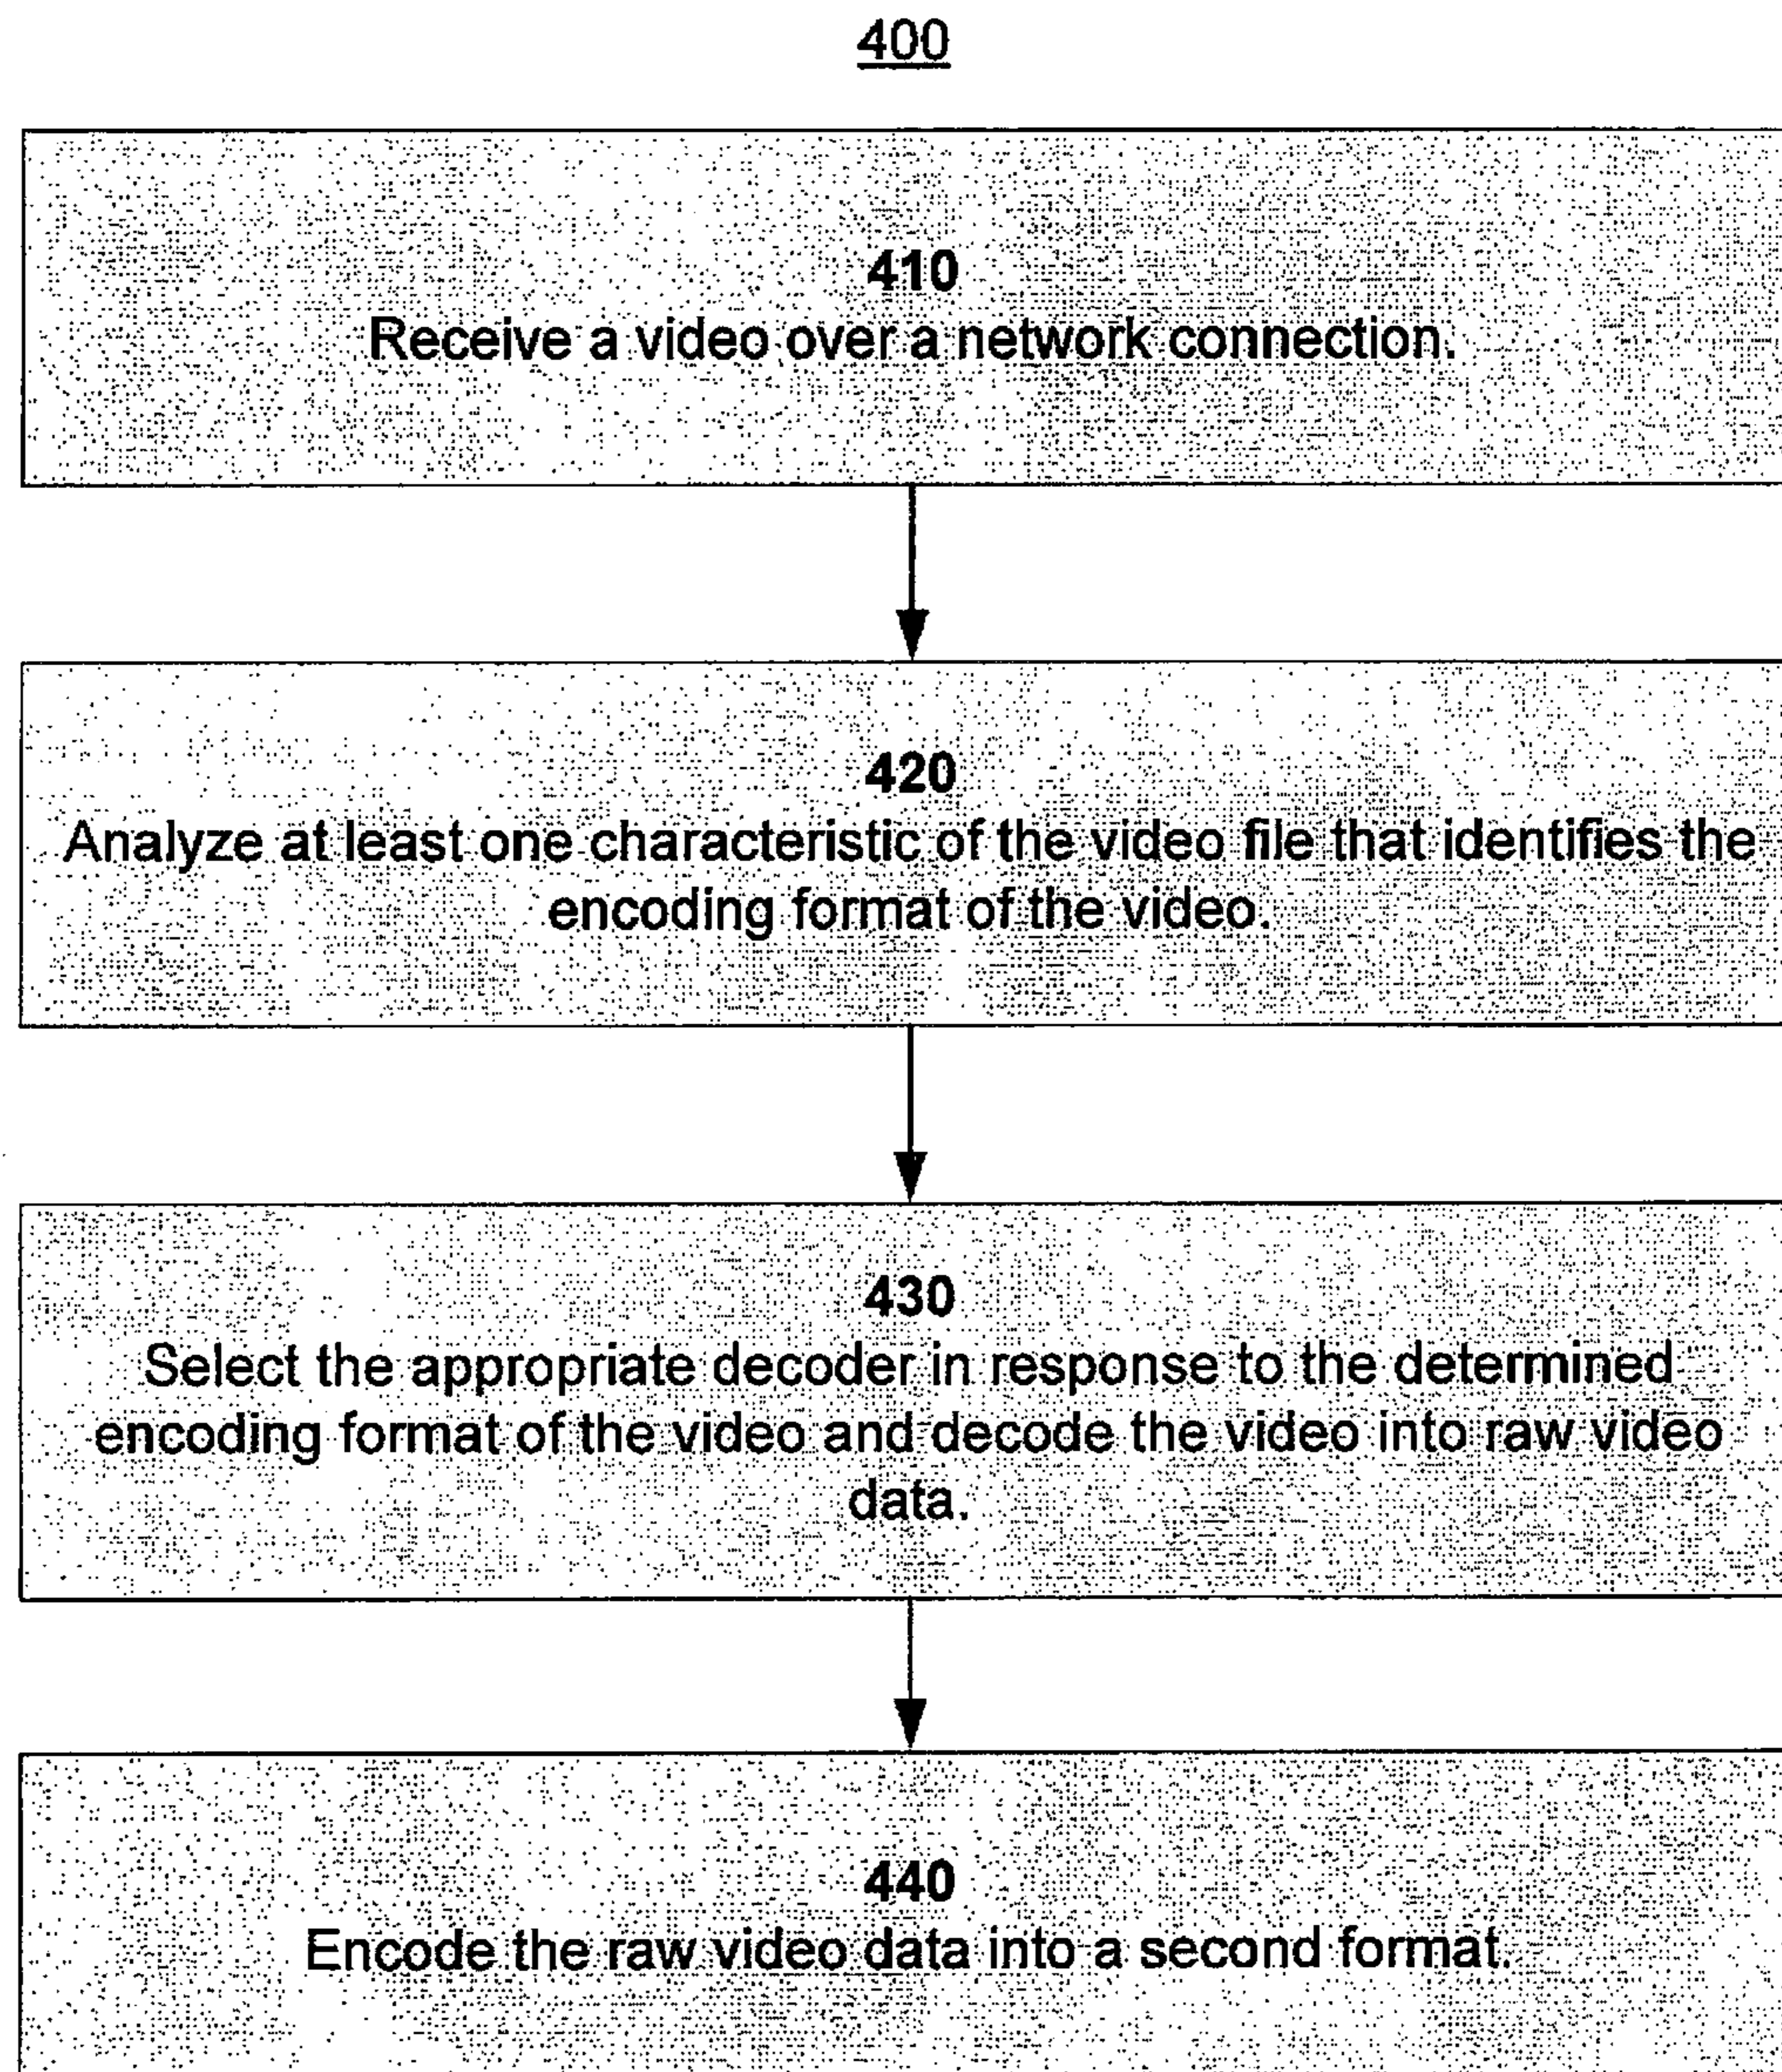 400
410
Receive a video over a network connection.
420
Analyze at least one characteristic of the video file that identifies the
encoding format of the video.
430
Select the appropriate decoder in response to the determined
encoding format of the video and decode the video into raw video
data.
440
Encode the raw video data into a second format.